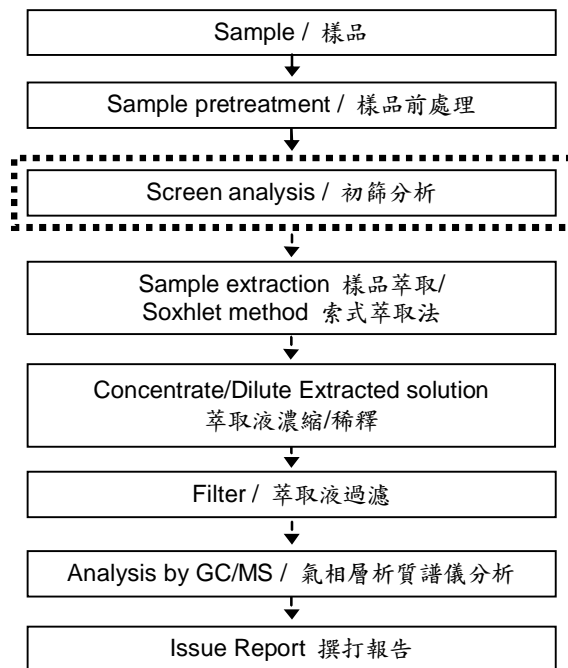 Sample / 樣品
Sample pretreatment / 樣品前處理
Screen analysis / 初篩分析
Sample extraction 樣品萃取/
Soxhlet method 索式萃取法
Concentrate/Dilute Extracted solution
萃取液濃縮/稀釋
Filter / 萃取液過濾
Analysis by GC/MS / 氣相層析質譜儀分析
Issue Report 撰打報告